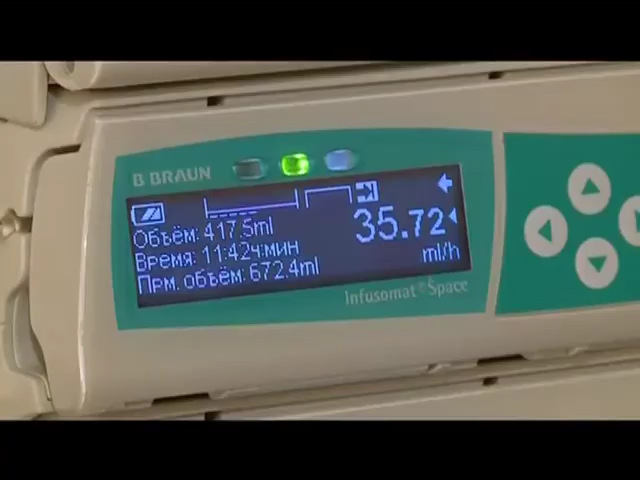 B BRAUN
35.72
ml/h
Объём: 417.5ml
Время: 11:42ч:мин
Прм. объём: 672.4ml
Infusomat® Space